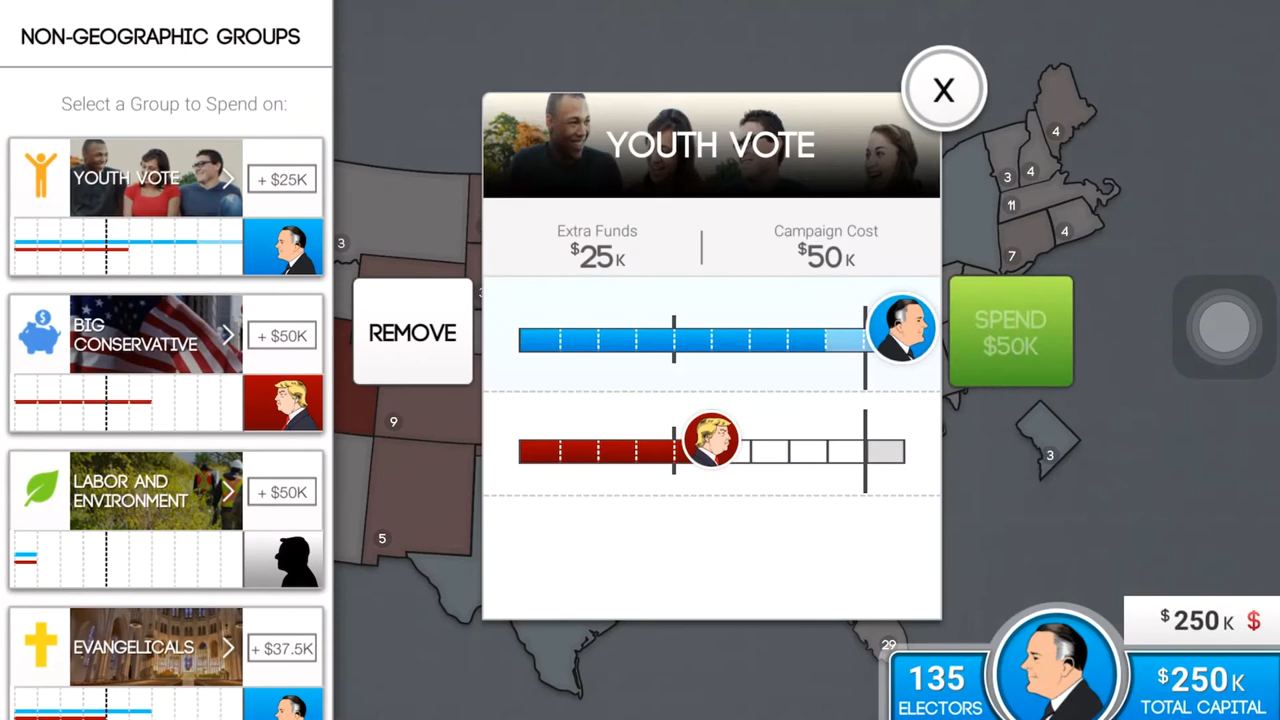 NON-GEOGRAPHIC GROUPS
Select a Group to Spend on:
YOUTH VOTE
+ $25K
BIG
CONSERVATIVE
+ $50K
LABOR AND
ENVIRONMENT
+ $50K
EVANGELICALS
+ $37.5K
X
YOUTH VOTE
Extra Funds
$25K
Campaign Cost
$50K
REMOVE
SPEND
$50K
3
9
5
4
3
4
11
4
7
3
29
135
ELECTORS
$250K $
$250K
TOTAL CAPITAL